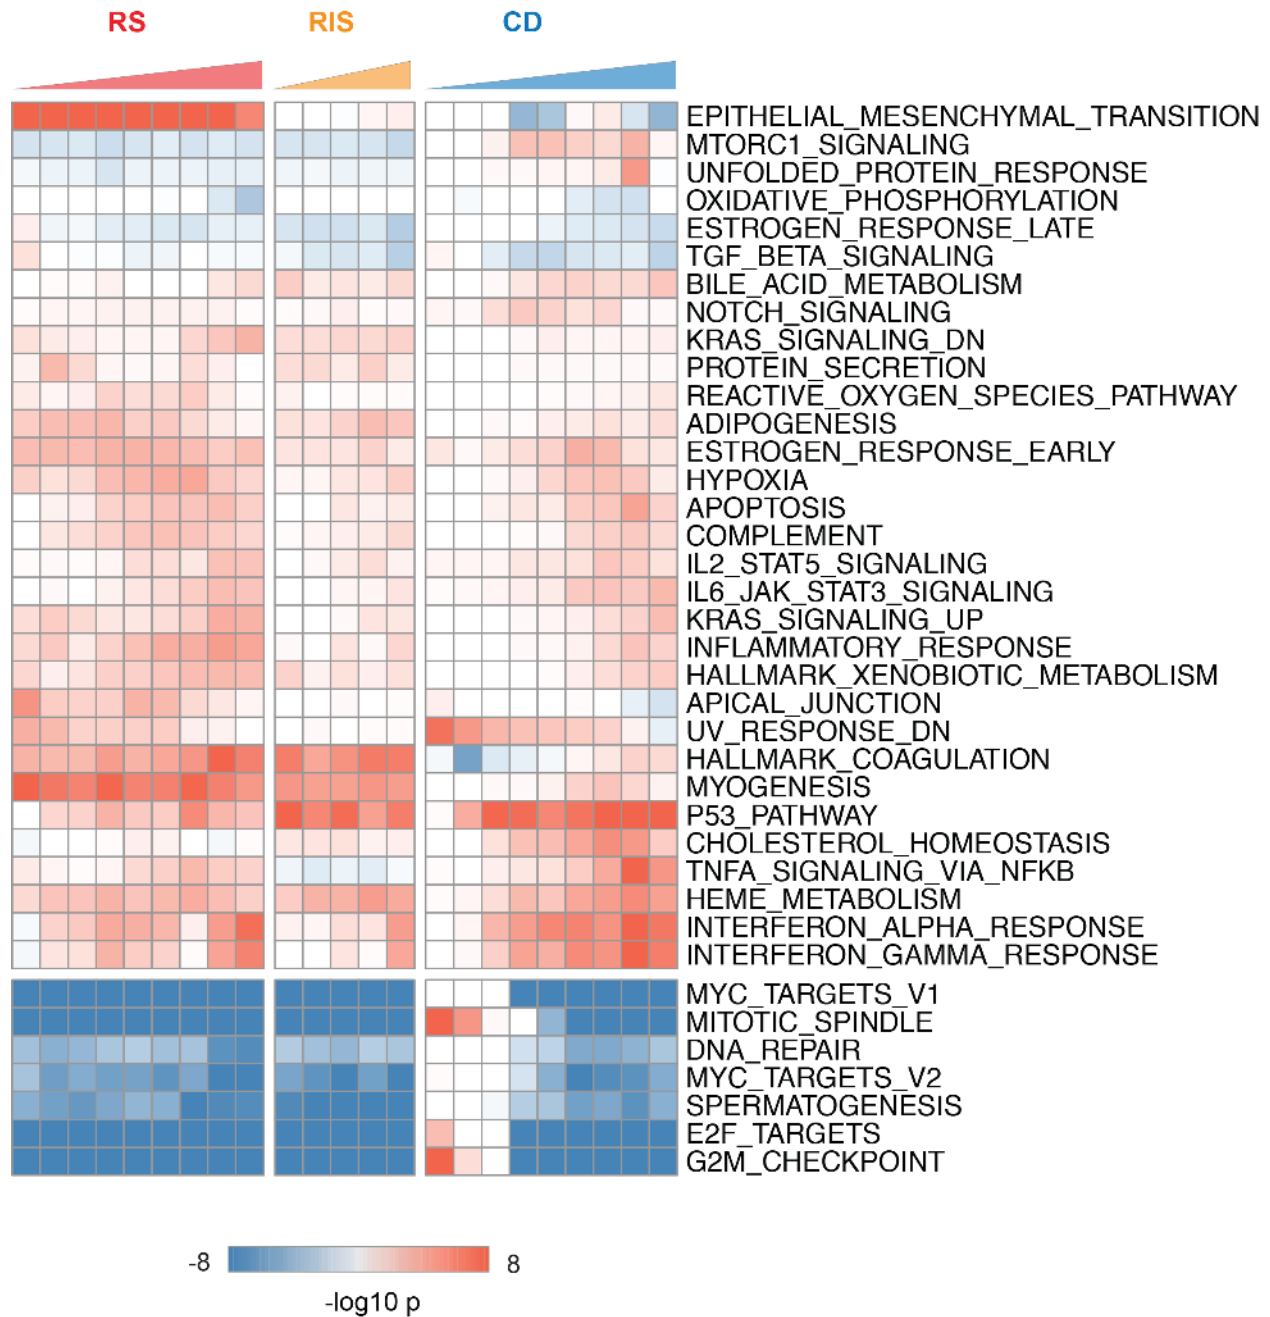 RS RIS CD
EPITHELIAL_MESENCHYMAL_TRANSITION
MTORC1_SIGNALING
UNFOLDED_PROTEIN_RESPONSE
OXIDATIVE_PHOSPHORYLATION
ESTROGEN_RESPONSE_LATE
TGF_BETA_SIGNALING
BILE_ACID_METABOLISM
NOTCH_SIGNALING
KRAS_SIGNALING_DN
PROTEIN_SECRETION
REACTIVE_OXYGEN_SPECIES_PATHWAY
ADIPOGENESIS
ESTROGEN_RESPONSE_EARLY
HYPOXIA
APOPTOSIS
COMPLEMENT
IL2_STAT5_SIGNALING
IL6_JAK_STAT3_SIGNALING
KRAS_SIGNALING_UP
INFLAMMATORY_RESPONSE
HALLMARK_XENOBIOTIC_METABOLISM
APICAL_JUNCTION
UV_RESPONSE_DN
HALLMARK_COAGULATION
MYOGENESIS
P53_PATHWAY
CHOLESTEROL_HOMEOSTASIS
TNFA_SIGNALING_VIA_NFKB
HEME_METABOLISM
INTERFERON_ALPHA_RESPONSE
INTERFERON_GAMMA_RESPONSE
MYC_TARGETS_V1
MITOTIC_SPINDLE
DNA_REPAIR
MYC_TARGETS_V2
SPERMATOGENESIS
E2F_TARGETS
G2M_CHECKPOINT
-8 8
-log10 p